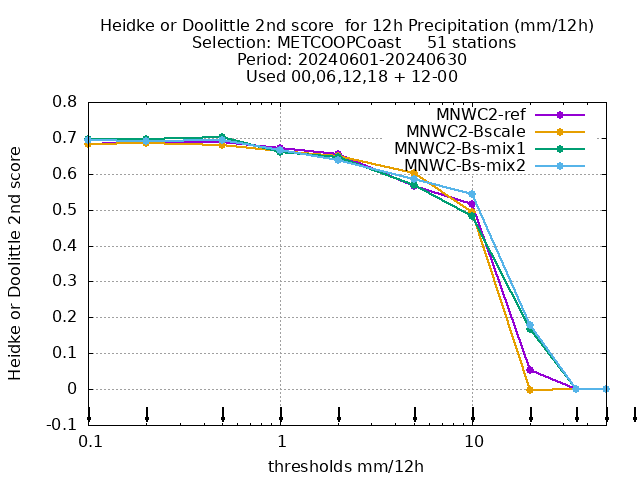 Heidke or Doolittle 2nd score  for 12h Precipitation (mm/12h)
Selection: METCOOPCoast     51 stations
Period: 20240601-20240630
Used 00,06,12,18 + 12-00
MNWC2-ref
MNWC2-Bscale
MNWC2-Bs-mix1
MNWC-Bs-mix2
Heidke or Doolittle 2nd score
0.8
0.7
0.6
0.5
0.4
0.3
0.2
0.1
0
-0.1
0.1 1 10
thresholds mm/12h